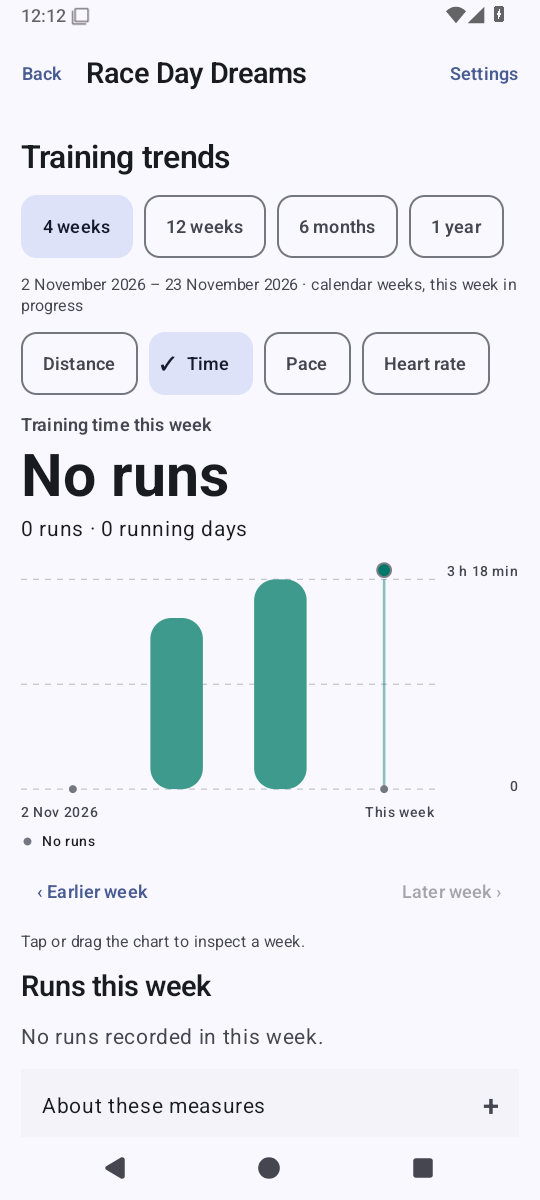 12:12
Back Race Day Dreams Settings
Training trends
4 weeks 12 weeks 6 months 1 year
2 November 2026 – 23 November 2026 · calendar weeks, this week in
progress
Distance ✓ Time Pace Heart rate
Training time this week
No runs
0 runs · 0 running days
3 h 18 min
0
2 Nov 2026 This week
No runs
‹ Earlier week Later week ›
Tap or drag the chart to inspect a week.
Runs this week
No runs recorded in this week.
About these measures +